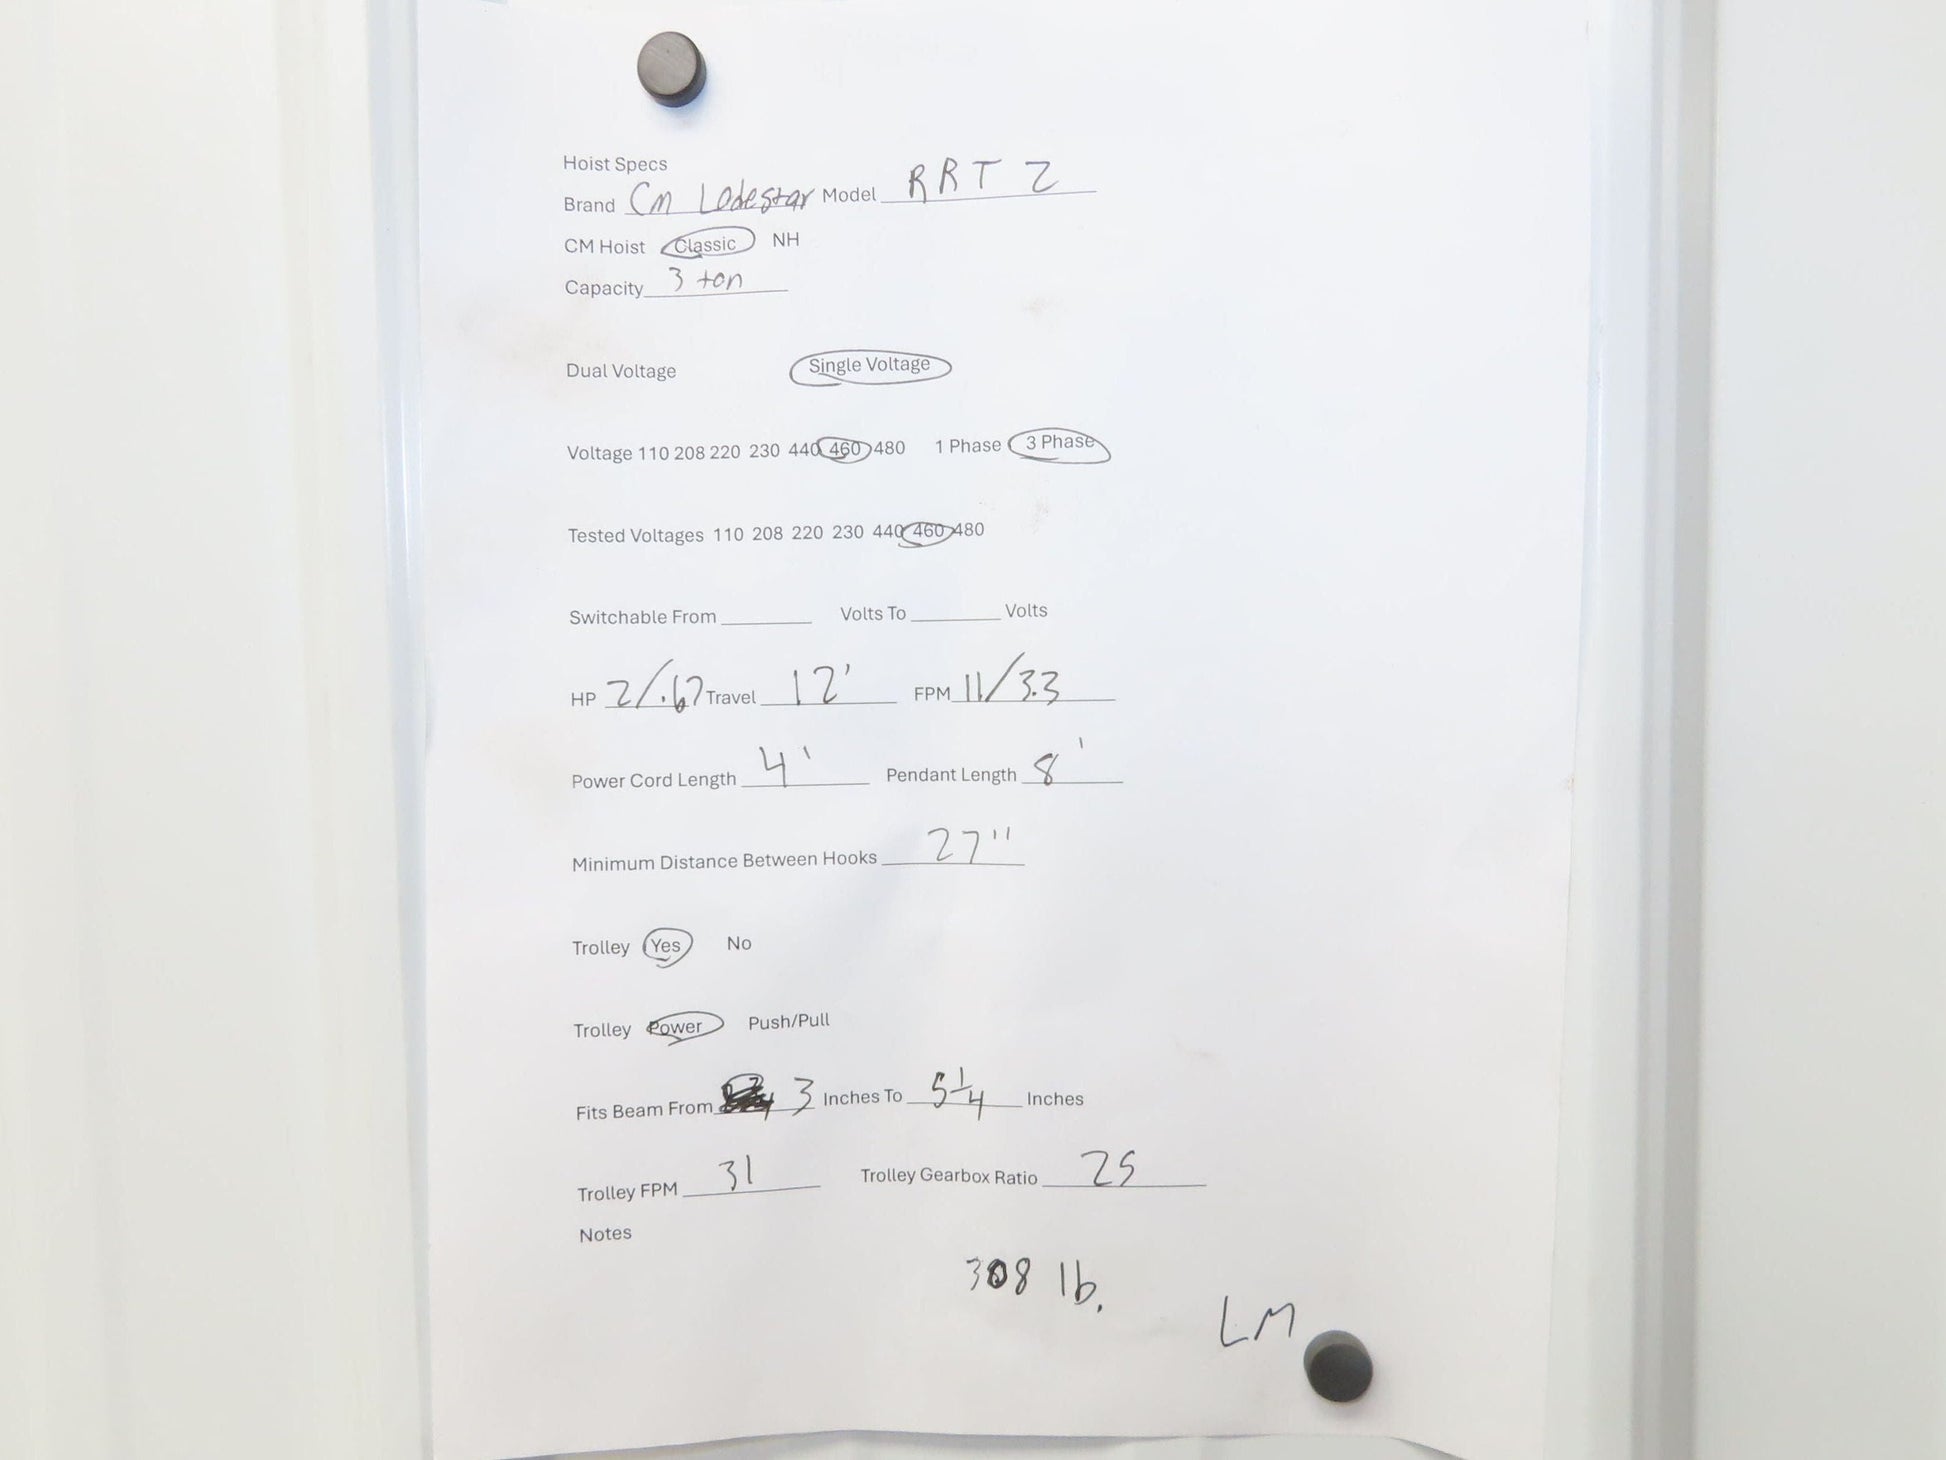 Hoist Specs
Brand Cm Lodestar Model RRT 2
CM Hoist Classic NH
Capacity 3 ton
Dual Voltage Single Voltage
Voltage 110 208 220 230 440 460 480 1 Phase 3 Phase
Tested Voltages 110 208 220 230 440 460 480
Switchable From ________ Volts To ________ Volts
HP 2/.67 Travel 12' FPM 11/3.3
Power Cord Length 4' Pendant Length 8'
Minimum Distance Between Hooks 27"
Trolley Yes No
Trolley Power Push/Pull
Fits Beam From 3 Inches To 5 1/4 Inches
Trolley FPM 31 Trolley Gearbox Ratio 25
Notes
308 lb.
LM